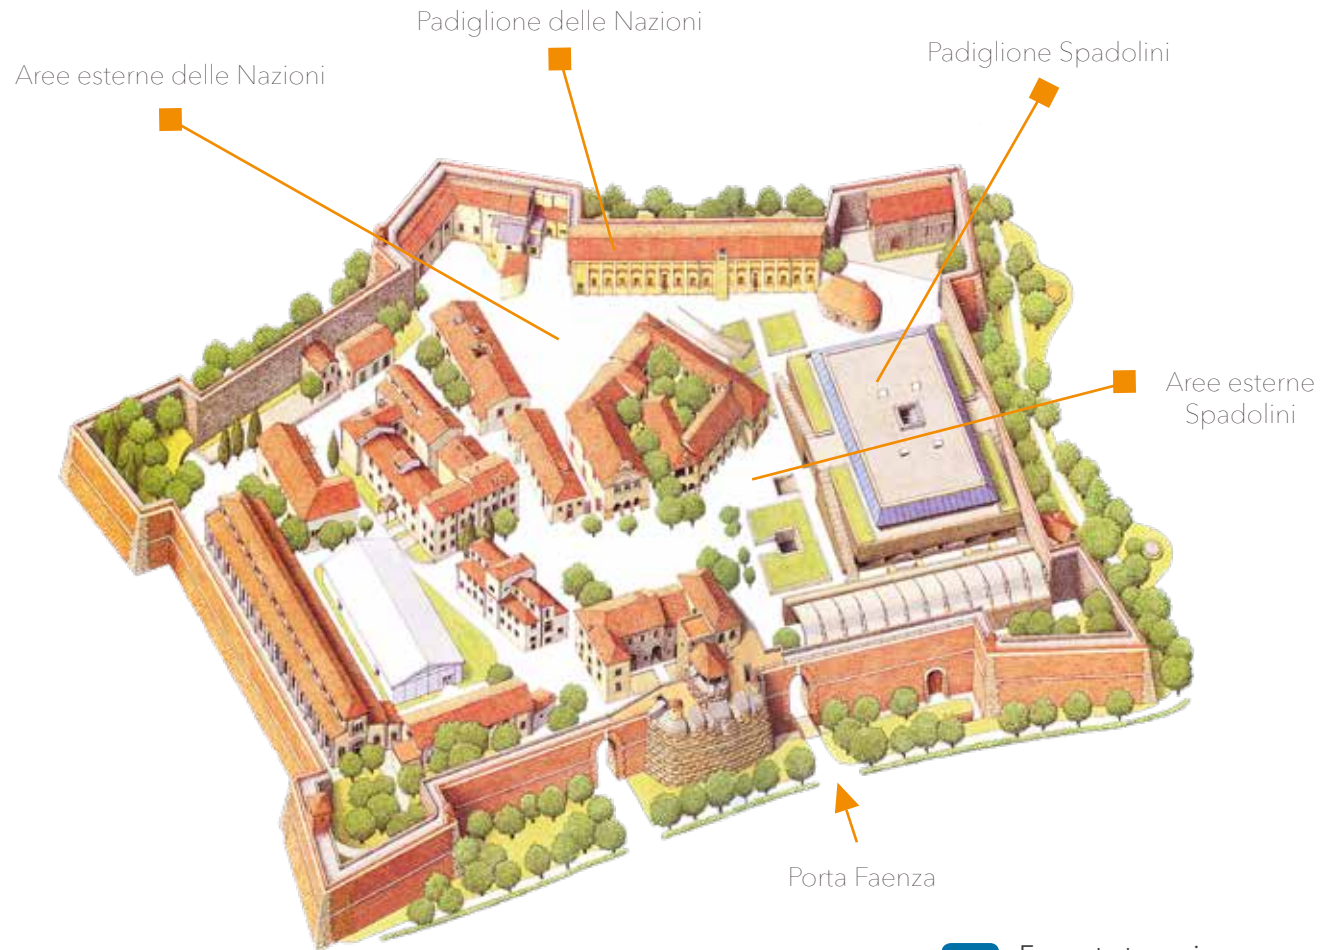 Padiglione delle Nazioni
Padiglione Spadolini
Aree esterne delle Nazioni
Aree esterne
Spadolini
Porta Faenza